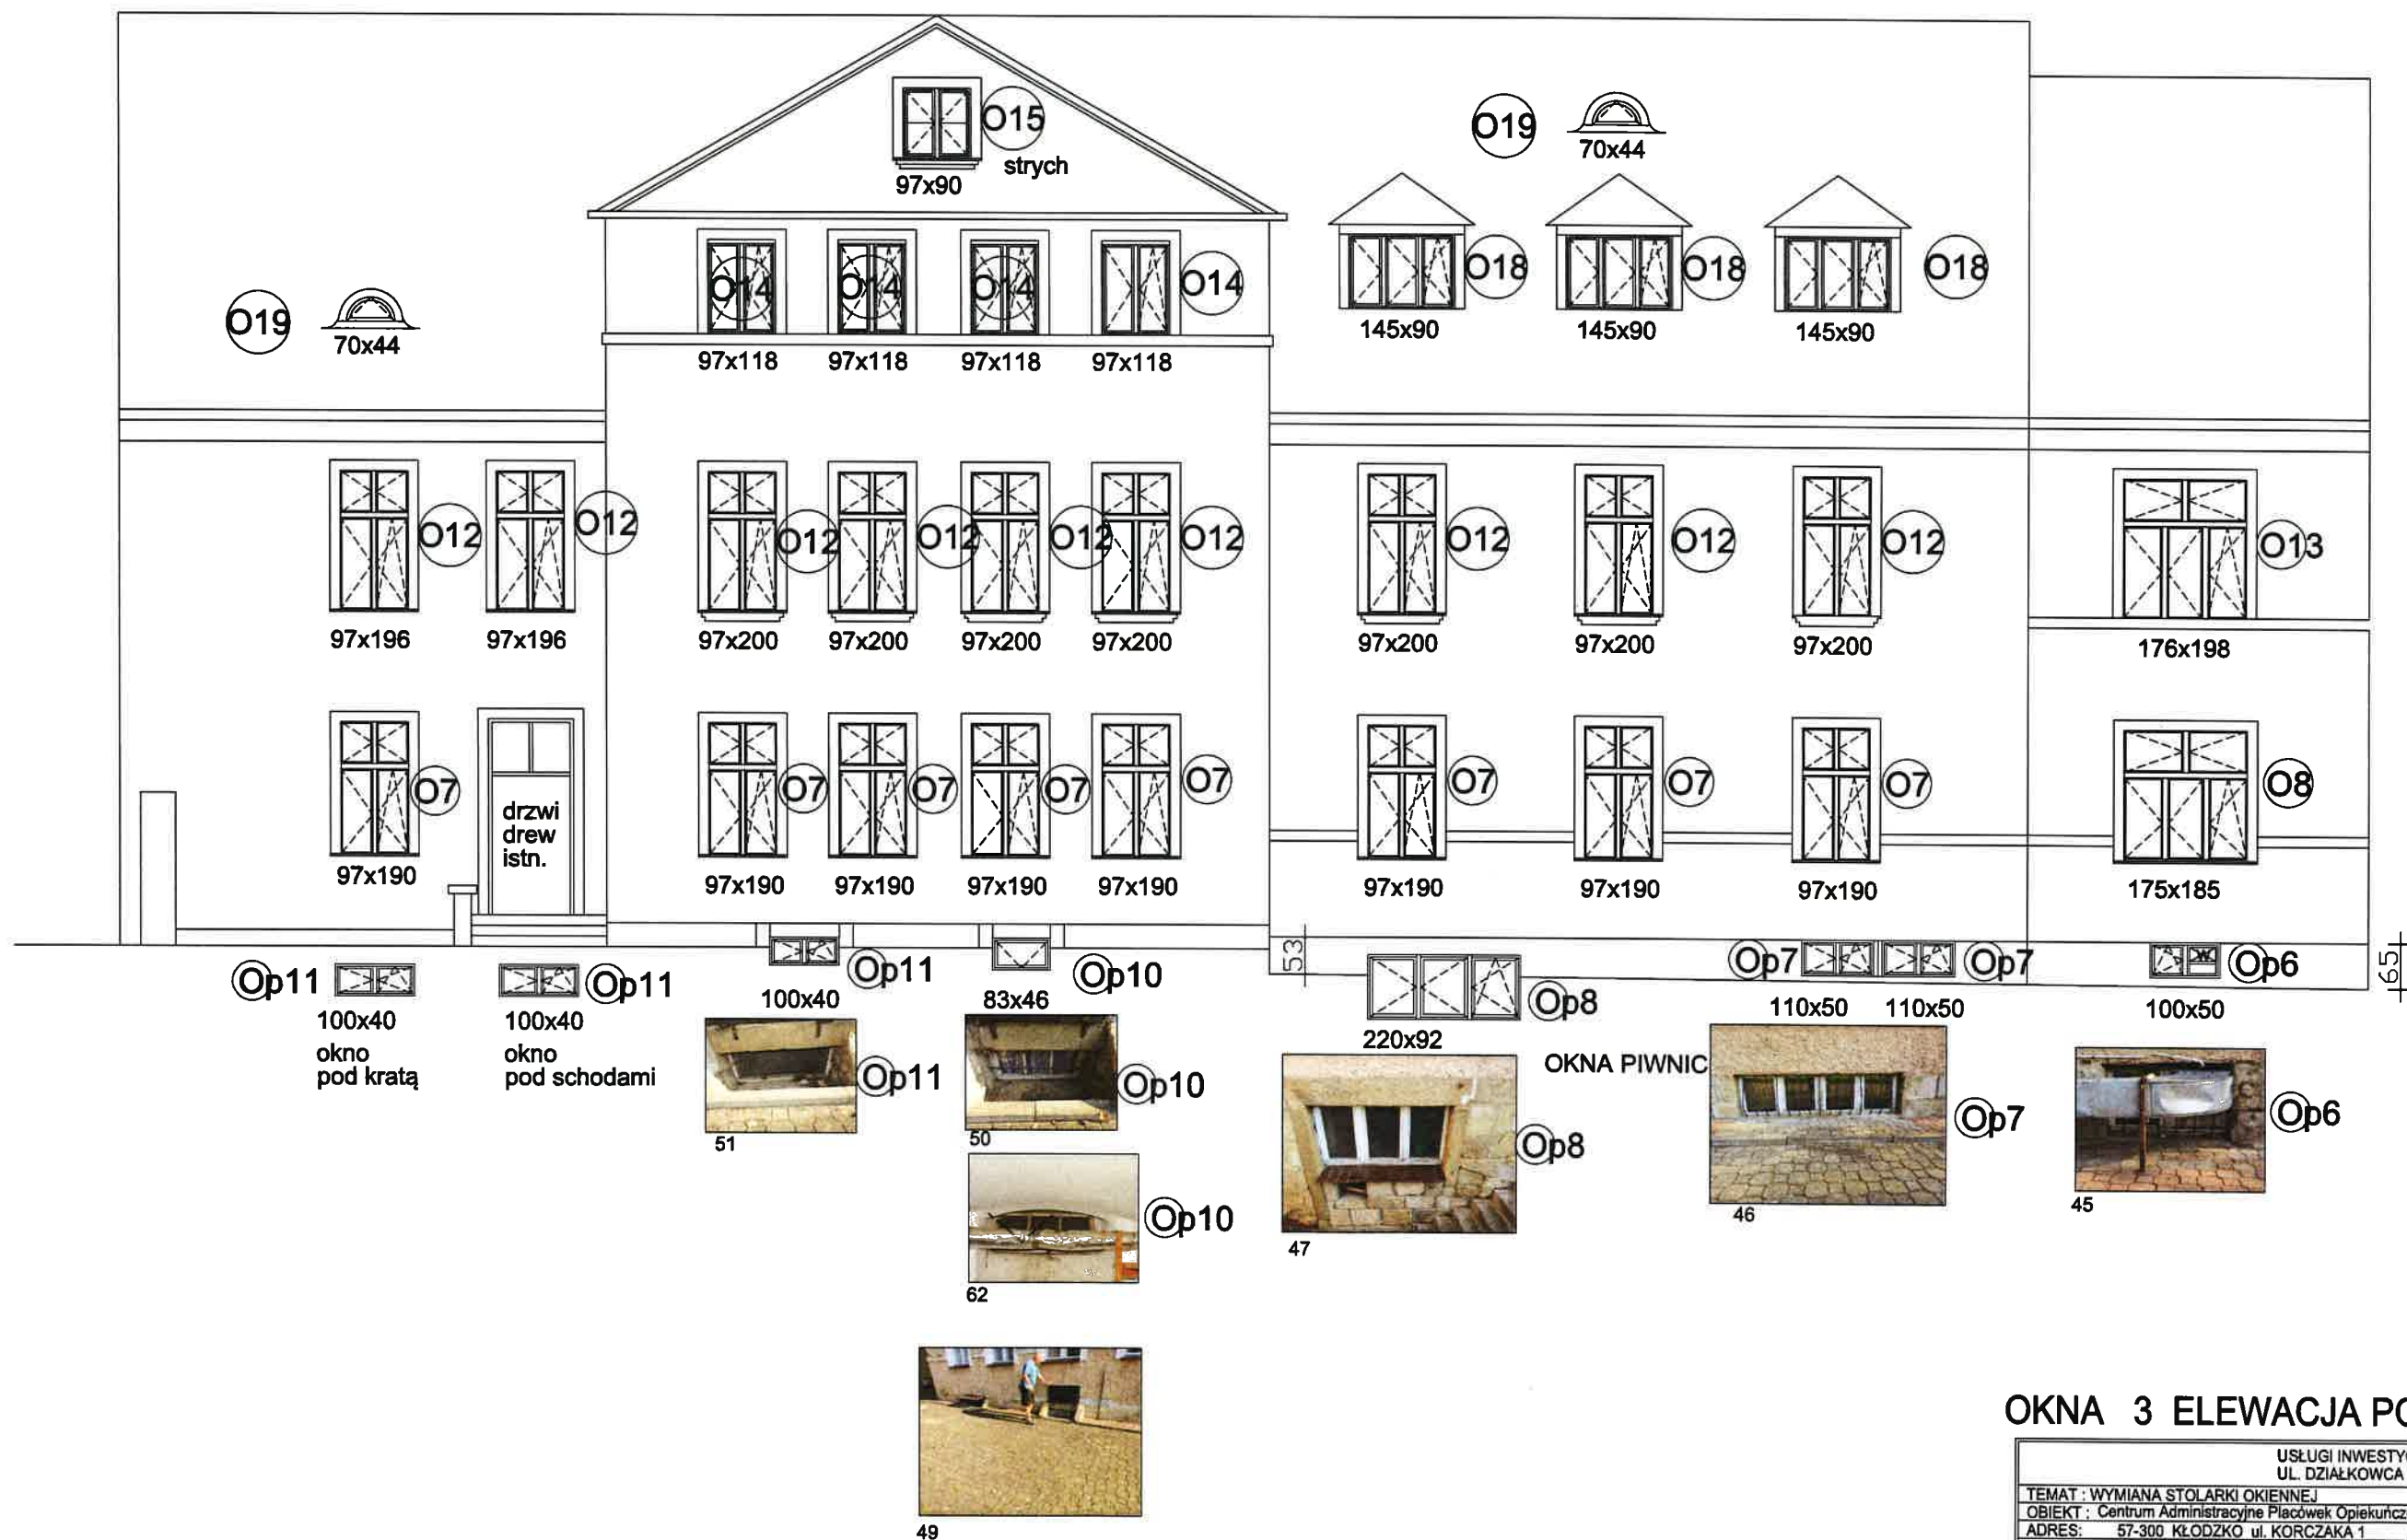 O15
strych
97x90
O19
70x44
O19
70x44
O14 O14 O14 O14
97x118 97x118 97x118 97x118
O18 O18 O18
145x90 145x90 145x90
O12 O12 O12 O12 O12 O12 O12 O12 O12 O13
97x196 97x196 97x200 97x200 97x200 97x200 97x200 97x200 97x200 176x198
O7 O7 O7 O7 O7 O7 O7 O7 O8
drzwi
drew
istn.
97x190 97x190 97x190 97x190 97x190 97x190 97x190 97x190 175x185
53
65
Op11 Op11 Op11 Op10 Op8 Op7 Op7 Op6
100x40 100x40 100x40 83x46 220x92 110x50 110x50 100x50
okno
pod kratą
okno
pod schodami
OKNA PIWNIC
Op11
51
Op10
50
Op10
62
Op8
47
Op7
46
Op6
45
49
OKNA 3 ELEWACJA
USŁUGI
UL. DZIAŁKOWCA
TEMAT : WYMIANA STOLARKI OKIENNEJ
OBIEKT : Centrum Administracyjne Placówek
ADRES: 57-300 KŁODZKO ul. KORCZAKA 1